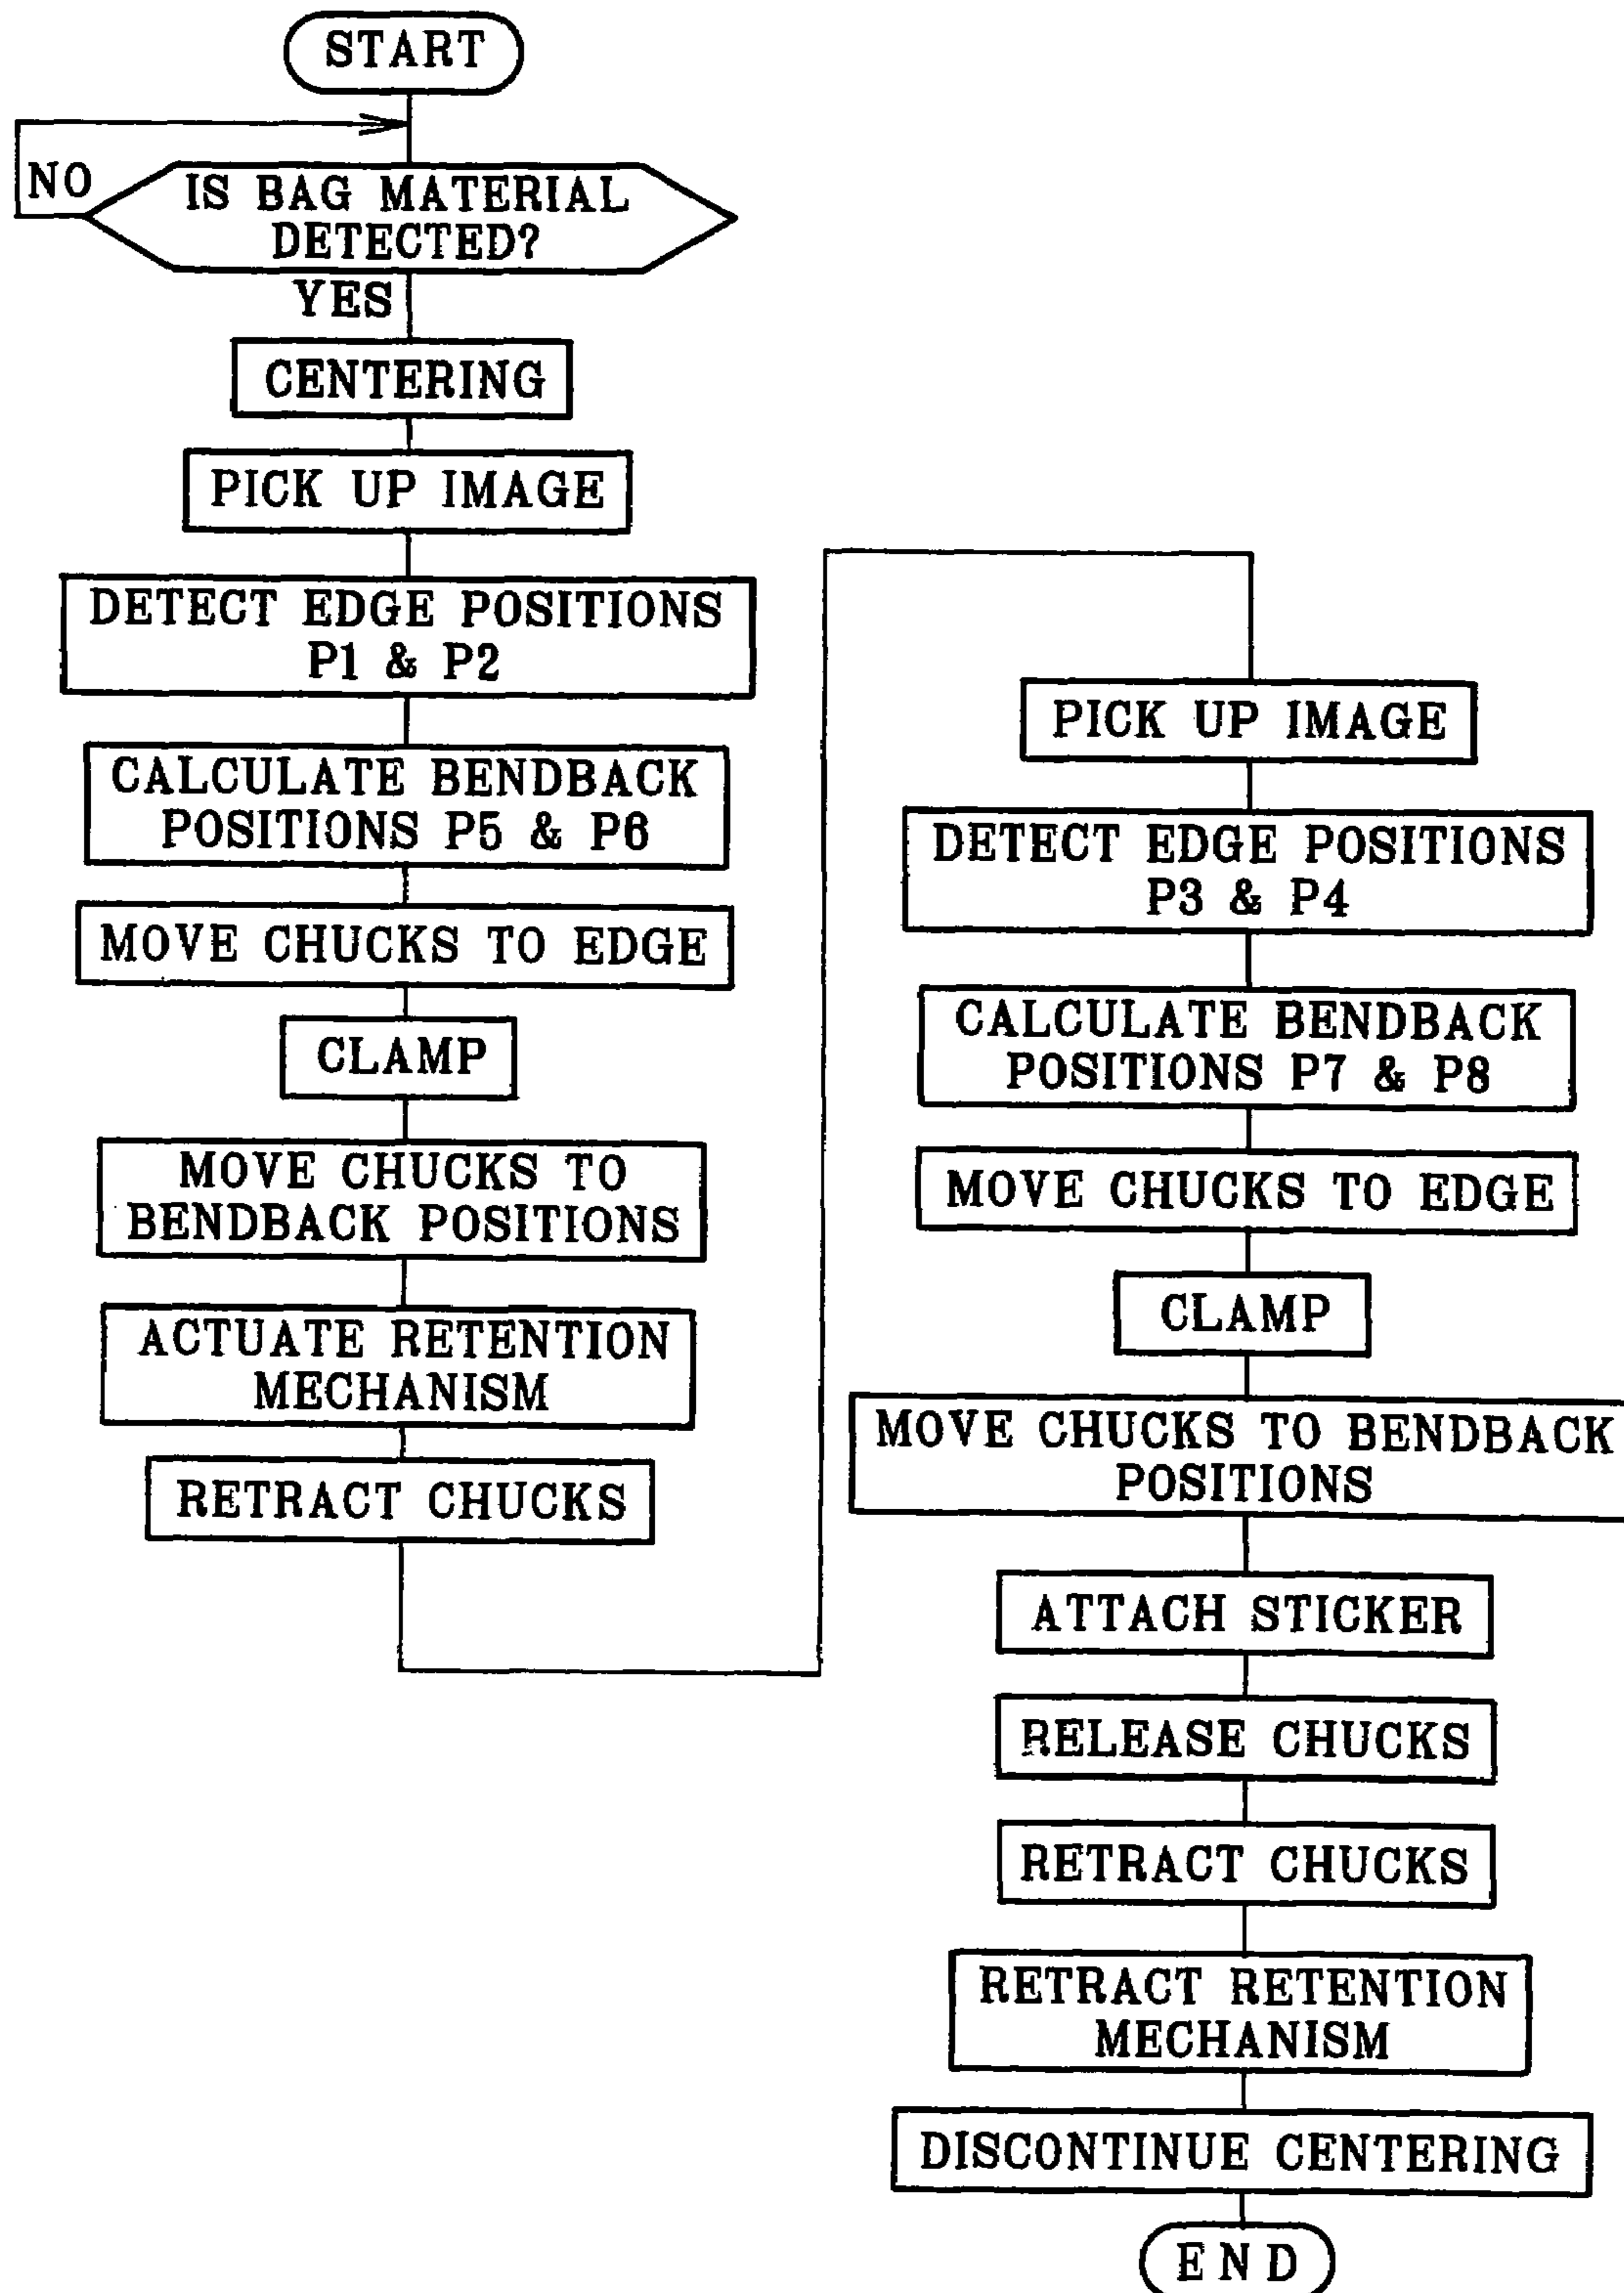 START
NO
IS BAG MATERIAL
DETECTED?
YES
CENTERING
PICK UP IMAGE
DETECT EDGE POSITIONS
P1 & P2
CALCULATE BENDBACK
POSITIONS P5 & P6
MOVE CHUCKS TO EDGE
CLAMP
MOVE CHUCKS TO
BENDBACK POSITIONS
ACTUATE RETENTION
MECHANISM
RETRACT CHUCKS
PICK UP IMAGE
DETECT EDGE POSITIONS
P3 & P4
CALCULATE BENDBACK
POSITIONS P7 & P8
MOVE CHUCKS TO EDGE
CLAMP
MOVE CHUCKS TO BENDBACK
POSITIONS
ATTACH STICKER
RELEASE CHUCKS
RETRACT CHUCKS
RETRACT RETENTION
MECHANISM
DISCONTINUE CENTERING
END